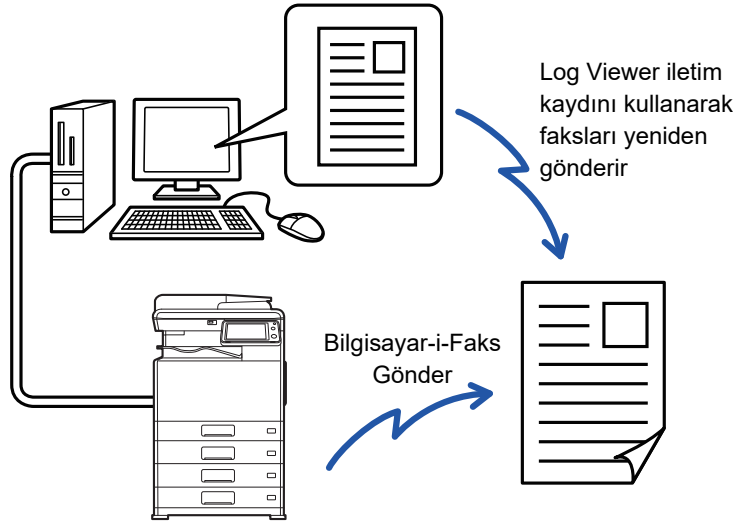 Log Viewer iletim
kaydını kullanarak
faksları yeniden
gönderir
Bilgisayar-i-Faks
Gönder